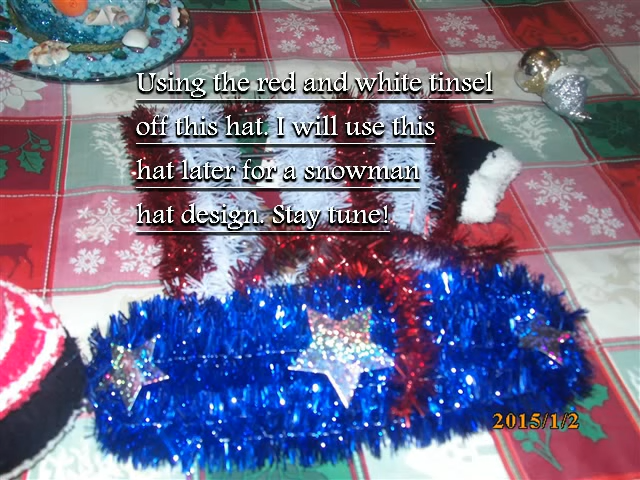 Using the red and white tinsel
off this hat. I will use this
hat later for a snowman
hat design. Stay tune!
2015/1/2